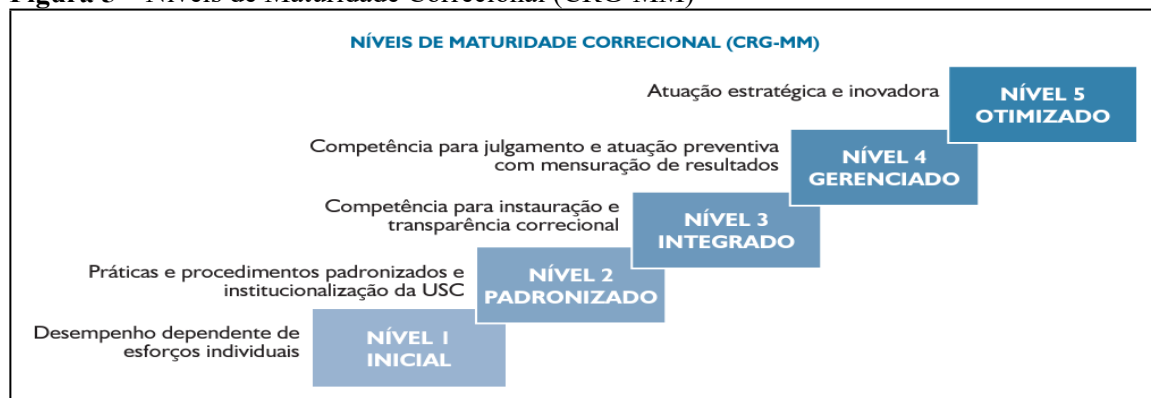 NÍVEIS DE MATURIDADE CORRECIONAL (CRG-MM)
Atuação estratégica e inovadora
NÍVEL 5
OTIMIZADO
Competência para julgamento e atuação preventiva
com mensuração de resultados
NÍVEL 4
GERENCIADO
Competência para instauração e
transparência correcional
NÍVEL 3
INTEGRADO
Práticas e procedimentos padronizados e
institucionalização da USC
NÍVEL 2
PADRONIZADO
Desempenho dependente de
esforços individuais
NÍVEL I
INICIAL